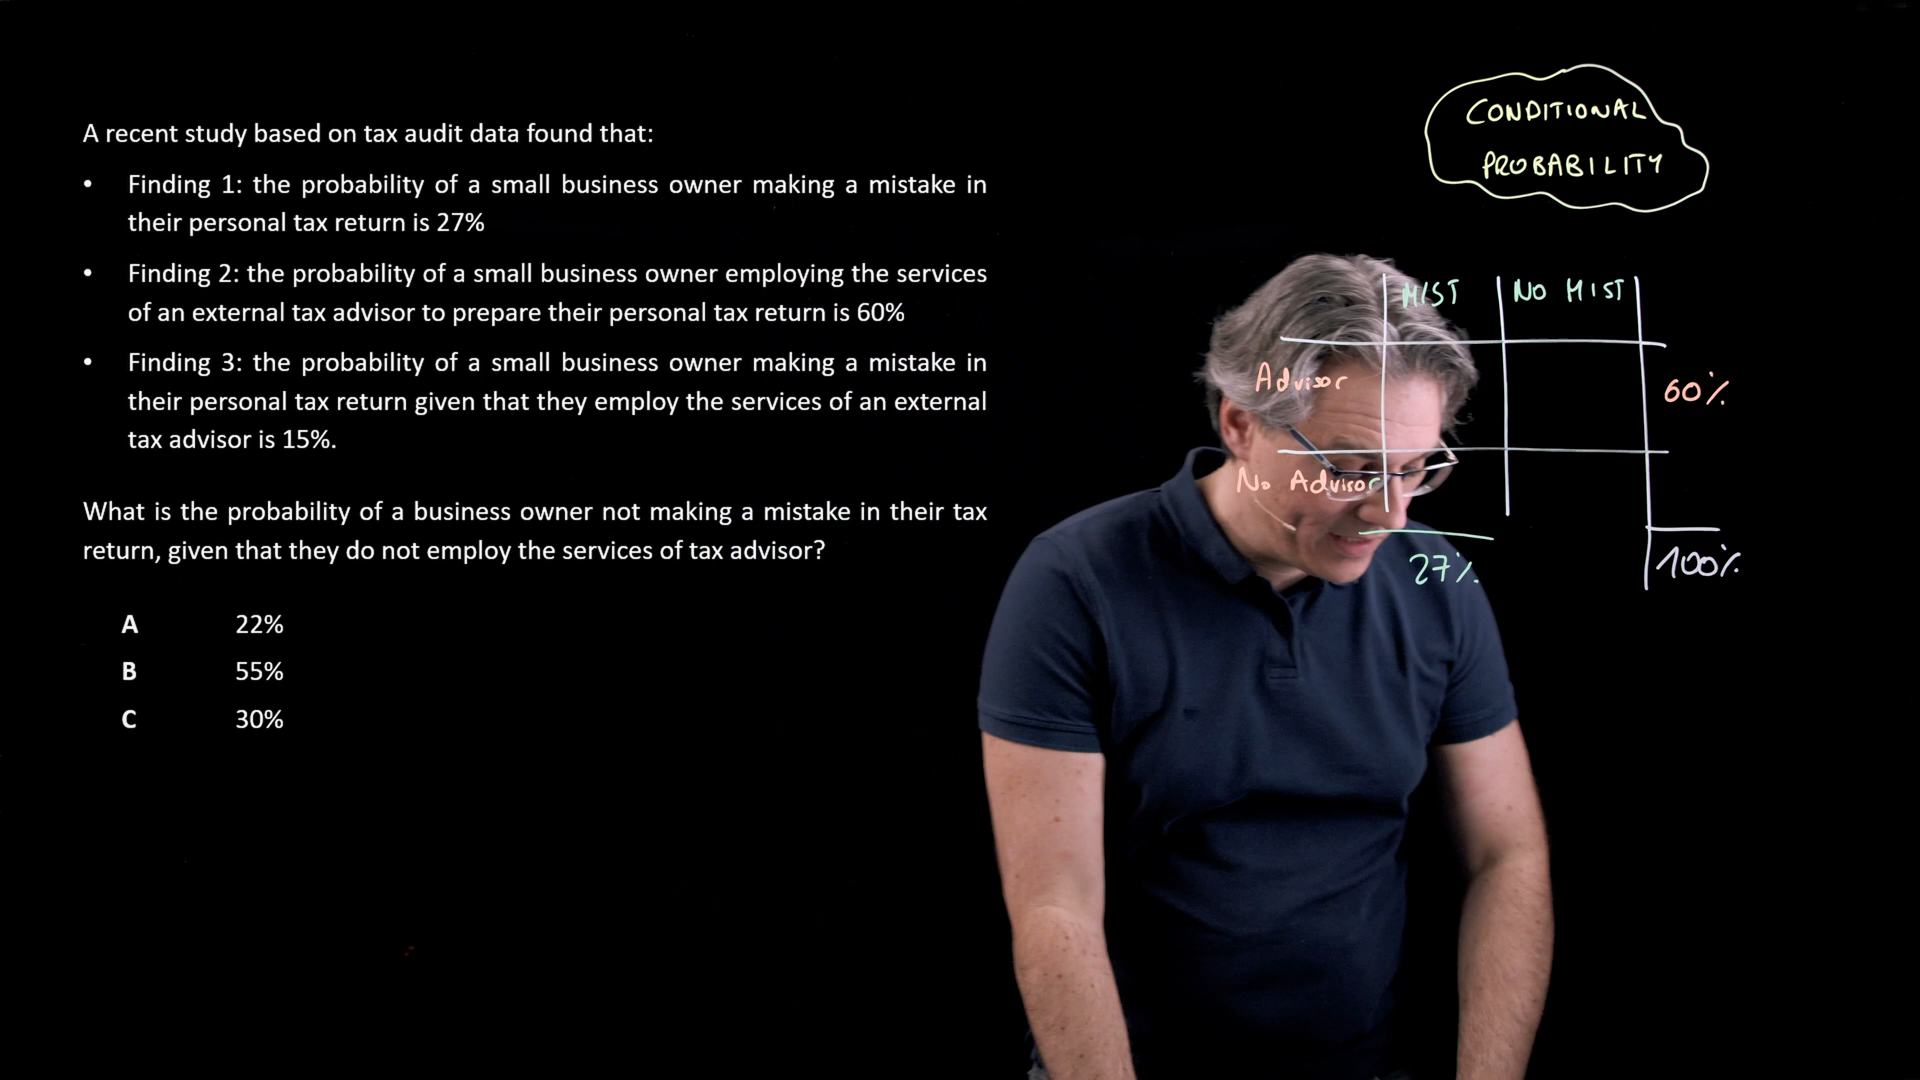 A recent study based on tax audit data found that:
• Finding 1: the probability of a small business owner making a mistake in
their personal tax return is 27%
• Finding 2: the probability of a small business owner employing the services
of an external tax advisor to prepare their personal tax return is 60%
• Finding 3: the probability of a small business owner making a mistake in
their personal tax return given that they employ the services of an external
tax advisor is 15%.
What is the probability of a business owner not making a mistake in their tax
return, given that they do not employ the services of tax advisor?
A 22%
B 55%
C 30%
CONDITIONAL
PROBABILITY
MIST NO MIST
Advisor 60%
No Advisor
27% 100%